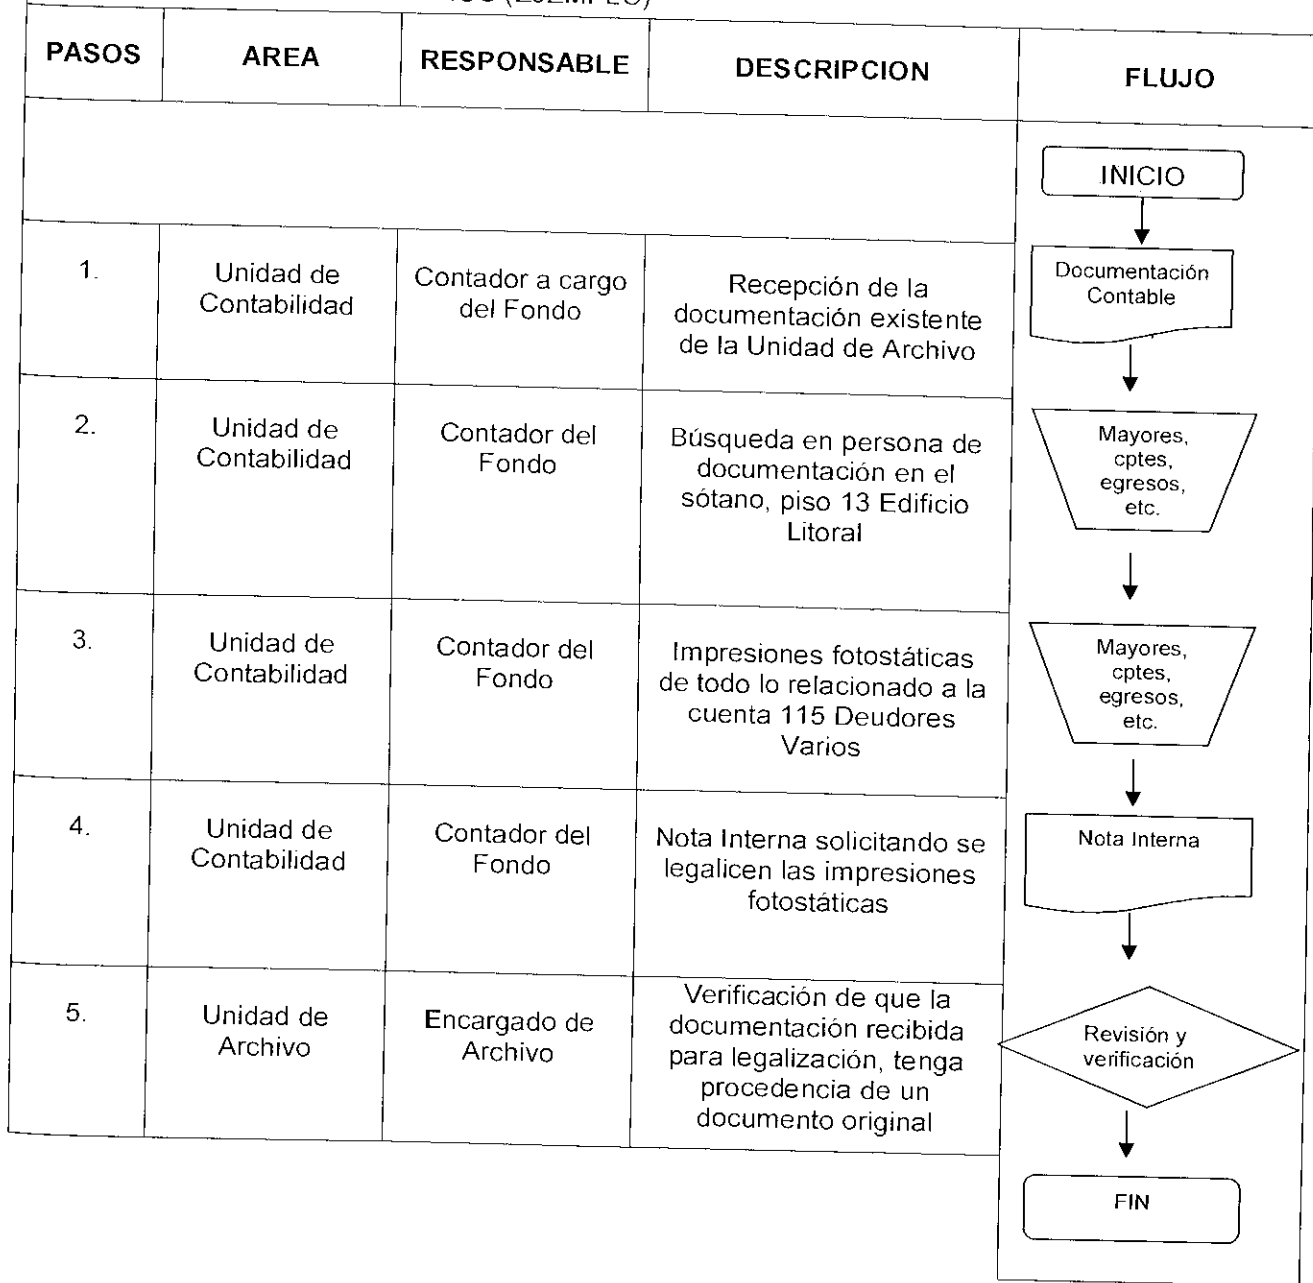 (EJEMPLO)
PASOS AREA RESPONSABLE DESCRIPCION FLUJO
INICIO
1. Unidad de
Contabilidad
Contador a cargo
del Fondo
Recepción de la
documentación existente
de la Unidad de Archivo
Documentación
Contable
2. Unidad de
Contabilidad
Contador del
Fondo
Búsqueda en persona de
documentación en el
sótano, piso 13 Edificio
Litoral
Mayores,
cptes,
egresos,
etc.
3. Unidad de
Contabilidad
Contador del
Fondo
Impresiones fotostáticas
de todo lo relacionado a la
cuenta 115 Deudores
Varios
Mayores,
cptes,
egresos,
etc.
4. Unidad de
Contabilidad
Contador del
Fondo
Nota Interna solicitando se
legalicen las impresiones
fotostáticas
Nota Interna
5. Unidad de
Archivo
Encargado de
Archivo
Verificación de que la
documentación recibida
para legalización, tenga
procedencia de un
documento original
Revisión y
verificación
FIN